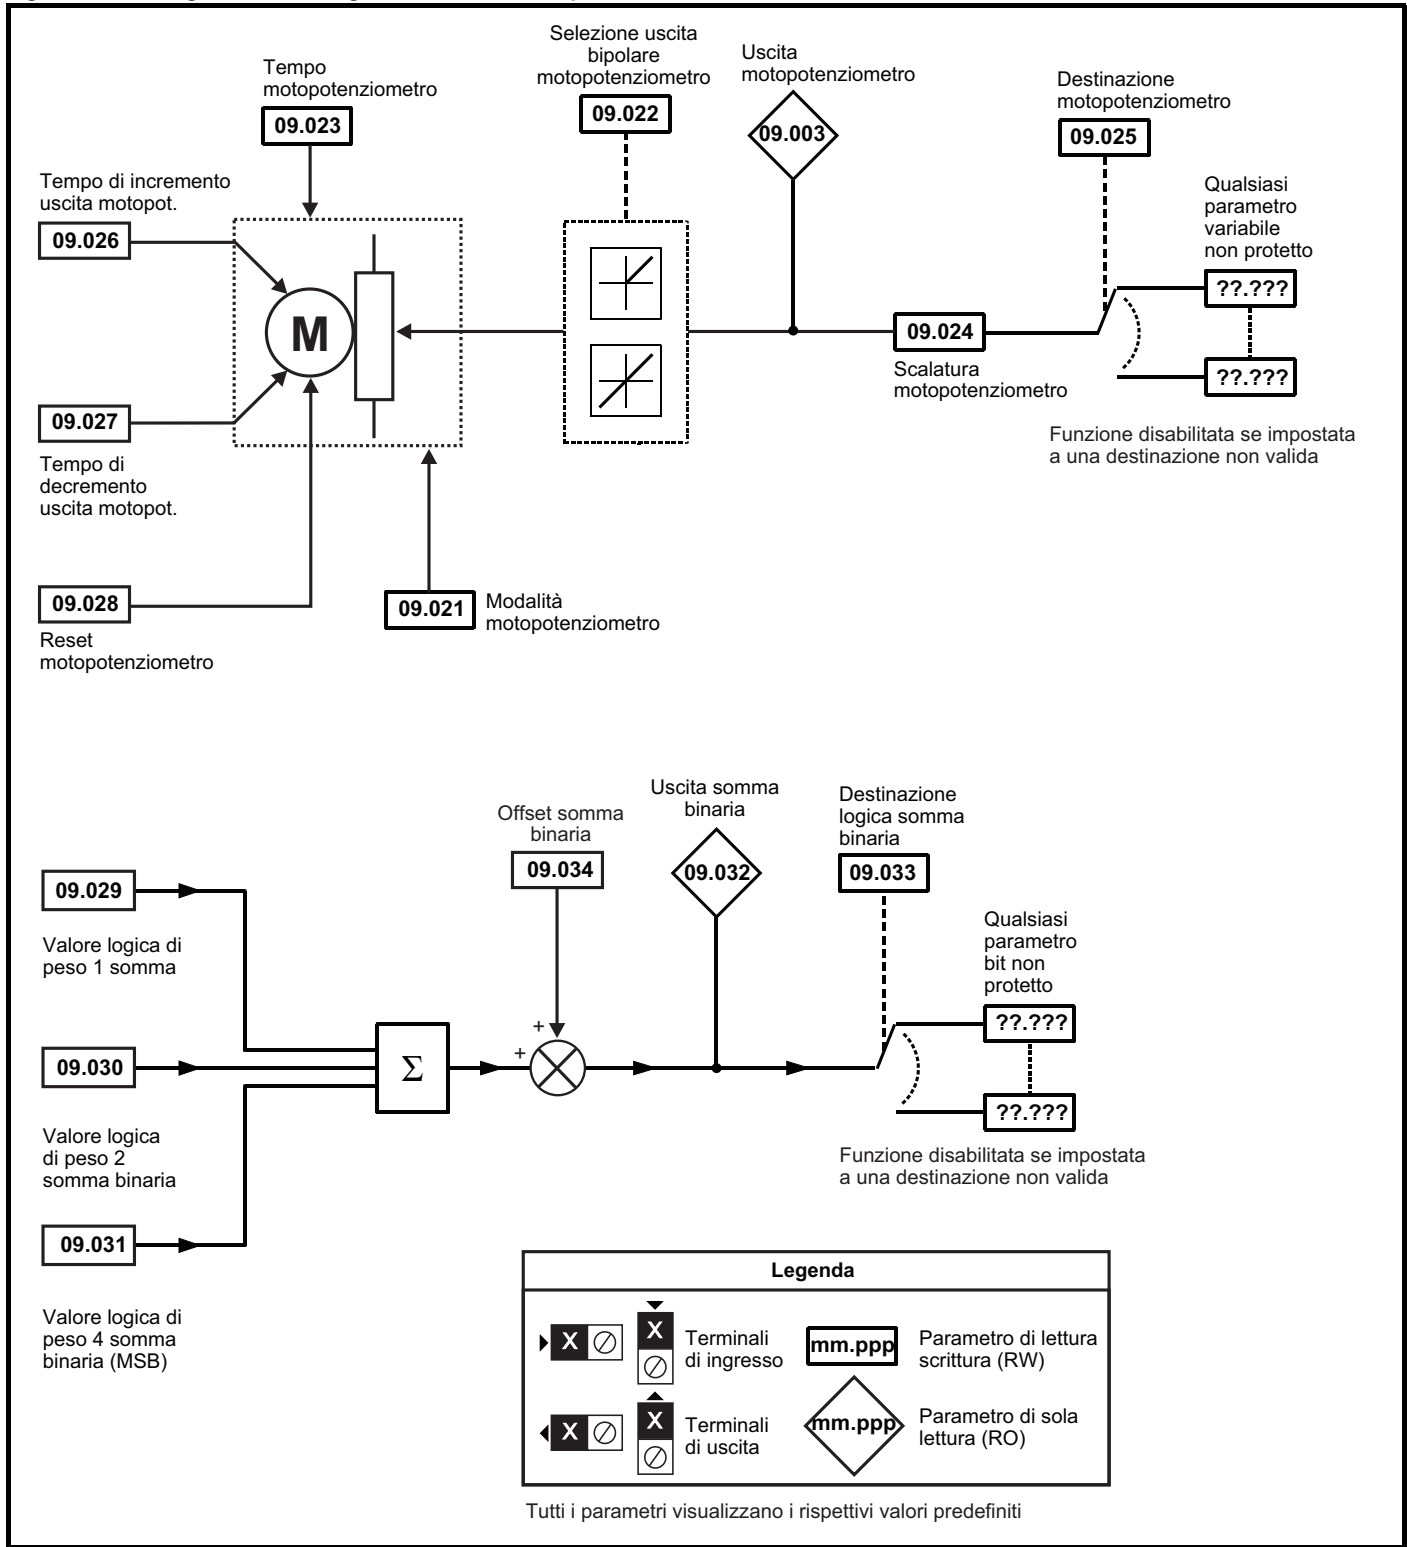 Tempo
motopotenziometro
09.023
Selezione uscita
bipolare
motopotenziometro
09.022
Uscita
motopotenziometro
09.003
Destinazione
motopotenziometro
09.025
Tempo di incremento
uscita motopot.
09.026
Qualsiasi
parametro
variabile
non protetto
??.???
??.???
M
09.024
Scalatura
motopotenziometro
09.027
Tempo di
decremento
uscita motopot.
Funzione disabilitata se impostata
a una destinazione non valida
09.028
Reset
motopotenziometro
09.021
Modalità
motopotenziometro
Offset somma
binaria
09.034
Uscita somma
binaria
09.032
Destinazione
logica somma
binaria
09.033
09.029
Valore logica di
peso 1 somma
Qualsiasi
parametro
bit non
protetto
??.???
??.???
+
+
Σ
09.030
Valore logica
di peso 2
somma binaria
Funzione disabilitata se impostata
a una destinazione non valida
09.031
Valore logica di
peso 4 somma
binaria (MSB)
Legenda
X
X
Terminali
di ingresso
mm.ppp
Parametro di lettura
scrittura (RW)
X
X
Terminali
di uscita
mm.ppp
Parametro di sola
lettura (RO)
Tutti i parametri visualizzano i rispettivi valori predefiniti